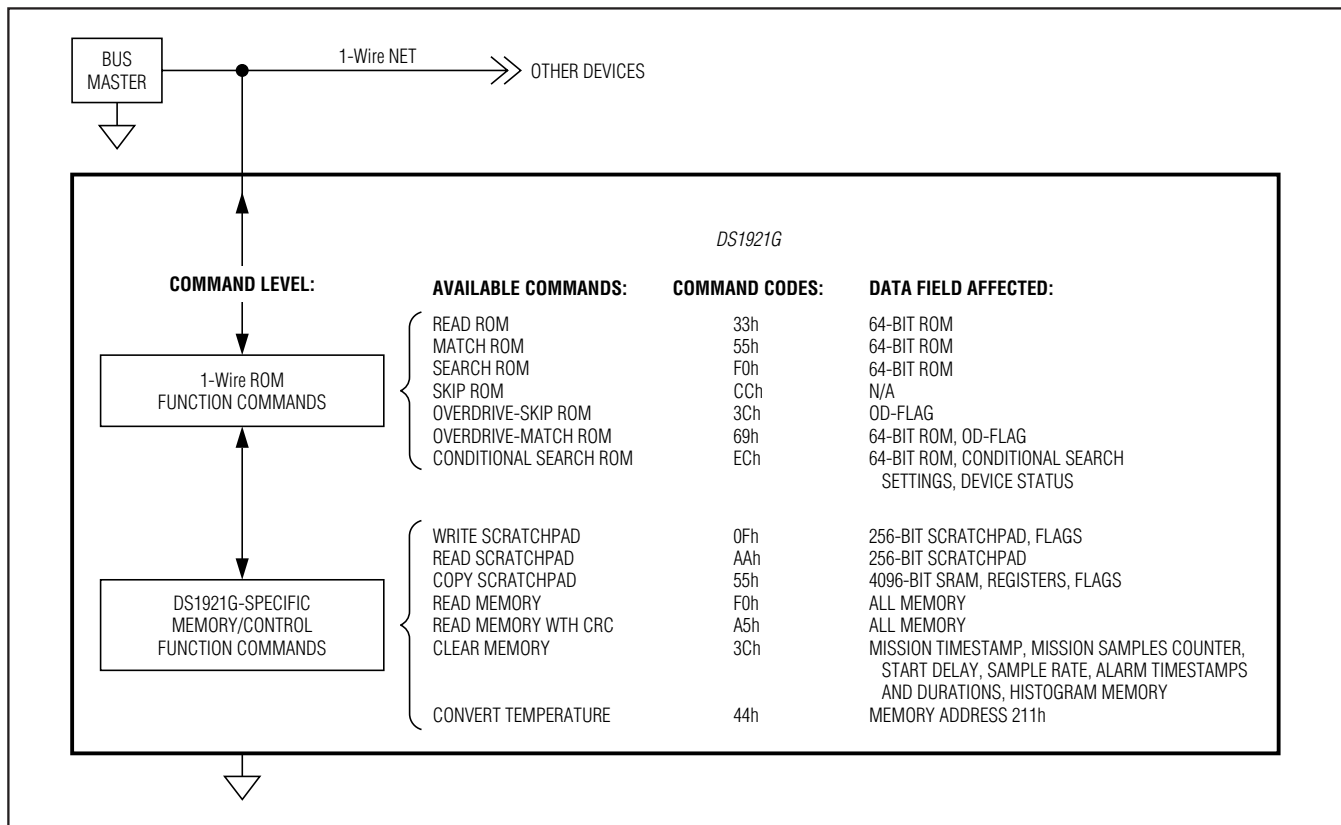 BUS
MASTER
1-Wire NET
OTHER DEVICES
DS1921G
COMMAND LEVEL: AVAILABLE COMMANDS: COMMAND CODES: DATA FIELD AFFECTED:
1-Wire ROM
FUNCTION COMMANDS
READ ROM 33h 64-BIT ROM
MATCH ROM 55h 64-BIT ROM
SEARCH ROM F0h 64-BIT ROM
SKIP ROM CCh N/A
OVERDRIVE-SKIP ROM 3Ch OD-FLAG
OVERDRIVE-MATCH ROM 69h 64-BIT ROM, OD-FLAG
CONDITIONAL SEARCH ROM ECh 64-BIT ROM, CONDITIONAL SEARCH
SETTINGS, DEVICE STATUS
DS1921G-SPECIFIC
MEMORY/CONTROL
FUNCTION COMMANDS
WRITE SCRATCHPAD 0Fh 256-BIT SCRATCHPAD, FLAGS
READ SCRATCHPAD AAh 256-BIT SCRATCHPAD
COPY SCRATCHPAD 55h 4096-BIT SRAM, REGISTERS, FLAGS
READ MEMORY F0h ALL MEMORY
READ MEMORY WTH CRC A5h ALL MEMORY
CLEAR MEMORY 3Ch MISSION TIMESTAMP, MISSION SAMPLES COUNTER,
START DELAY, SAMPLE RATE, ALARM TIMESTAMPS
AND DURATIONS, HISTOGRAM MEMORY
CONVERT TEMPERATURE 44h MEMORY ADDRESS 211h